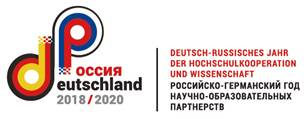 Россия
Deutschland
2018/2020
DEUTSCH-RUSSISCHES JAHR
DER HOCHSCHULKOOPERATION
UND WISSENSCHAFT
РОССИЙСКО-ГЕРМАНСКИЙ ГОД
НАУЧНО-ОБРАЗОВАТЕЛЬНЫХ
ПАРТНЕРСТВ